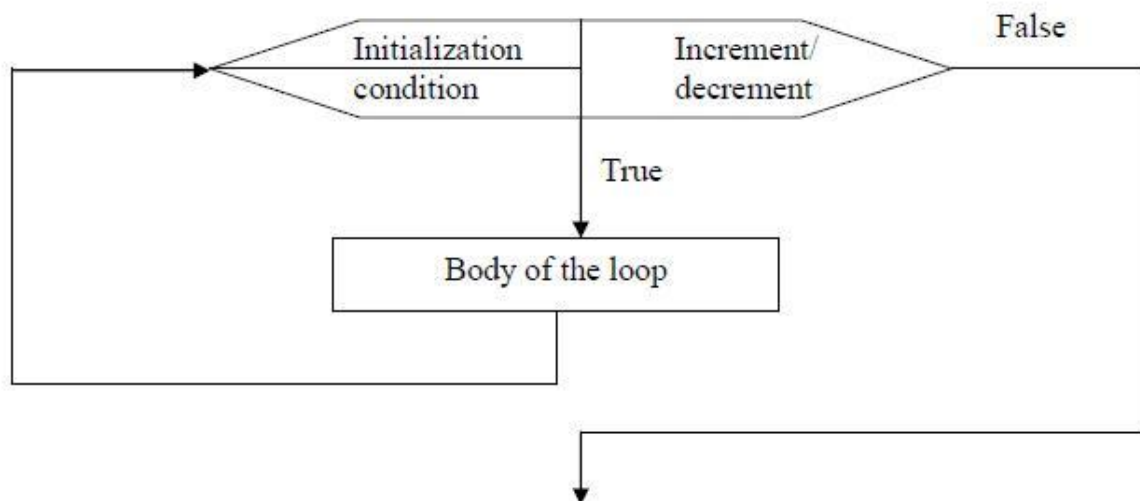 False
Initialization
condition
Increment/
decrement
True
Body of the loop